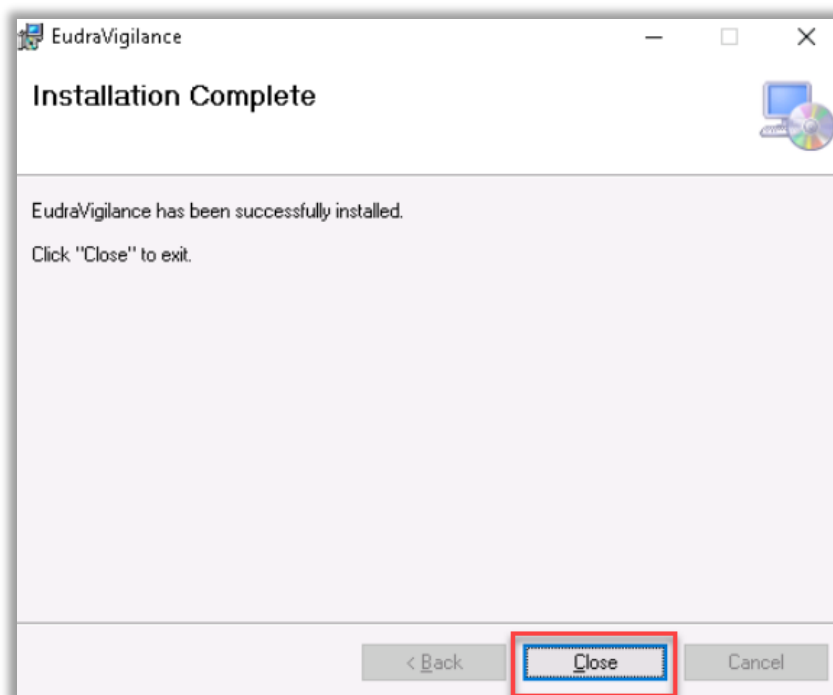 EudraVigilance
Installation Complete
EudraVigilance has been successfully installed.
Click "Close" to exit.
< Back
Close
Cancel